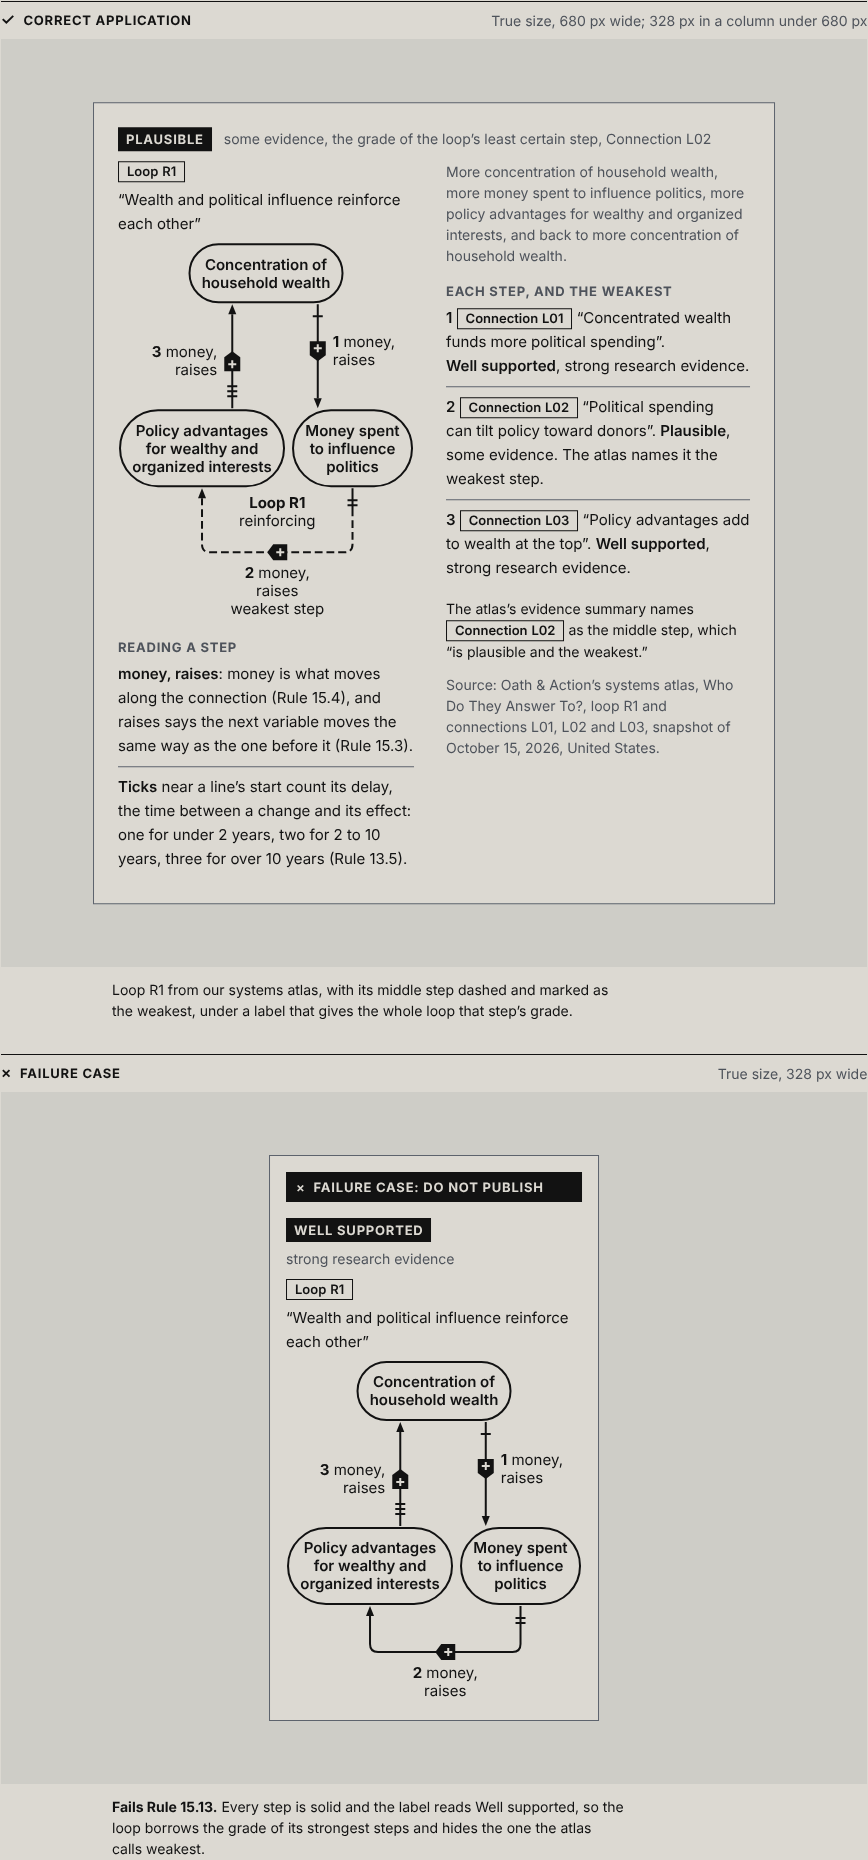 ✓ CORRECT APPLICATION
True size, 680 px wide; 328 px in a column under 680 px
PLAUSIBLE some evidence, the grade of the loop’s least certain step, Connection L02
Loop R1
“Wealth and political influence reinforce
each other”
Concentration of
household wealth
3 money,
raises
1 money,
raises
Policy advantages
for wealthy and
organized interests
Money spent
to influence
politics
Loop R1
reinforcing
2 money,
raises
weakest step
READING A STEP
money, raises: money is what moves
along the connection (Rule 15.4), and
raises says the next variable moves the
same way as the one before it (Rule 15.3).
Ticks near a line’s start count its delay,
the time between a change and its effect:
one for under 2 years, two for 2 to 10
years, three for over 10 years (Rule 13.5).
More concentration of household wealth,
more money spent to influence politics, more
policy advantages for wealthy and organized
interests, and back to more concentration of
household wealth.
EACH STEP, AND THE WEAKEST
1 Connection L01 “Concentrated wealth
funds more political spending”.
Well supported, strong research evidence.
2 Connection L02 “Political spending
can tilt policy toward donors”. Plausible,
some evidence. The atlas names it the
weakest step.
3 Connection L03 “Policy advantages add
to wealth at the top”. Well supported,
strong research evidence.
The atlas’s evidence summary names
Connection L02 as the middle step, which
“is plausible and the weakest.”
Source: Oath & Action’s systems atlas, Who
Do They Answer To?, loop R1 and
connections L01, L02 and L03, snapshot of
October 15, 2026, United States.
Loop R1 from our systems atlas, with its middle step dashed and marked as
the weakest, under a label that gives the whole loop that step’s grade.
× FAILURE CASE
True size, 328 px wide
× FAILURE CASE: DO NOT PUBLISH
WELL SUPPORTED
strong research evidence
Loop R1
“Wealth and political influence reinforce
each other”
Concentration of
household wealth
3 money,
raises
1 money,
raises
Policy advantages
for wealthy and
organized interests
Money spent
to influence
politics
2 money,
raises
Fails Rule 15.13. Every step is solid and the label reads Well supported, so the
loop borrows the grade of its strongest steps and hides the one the atlas
calls weakest.